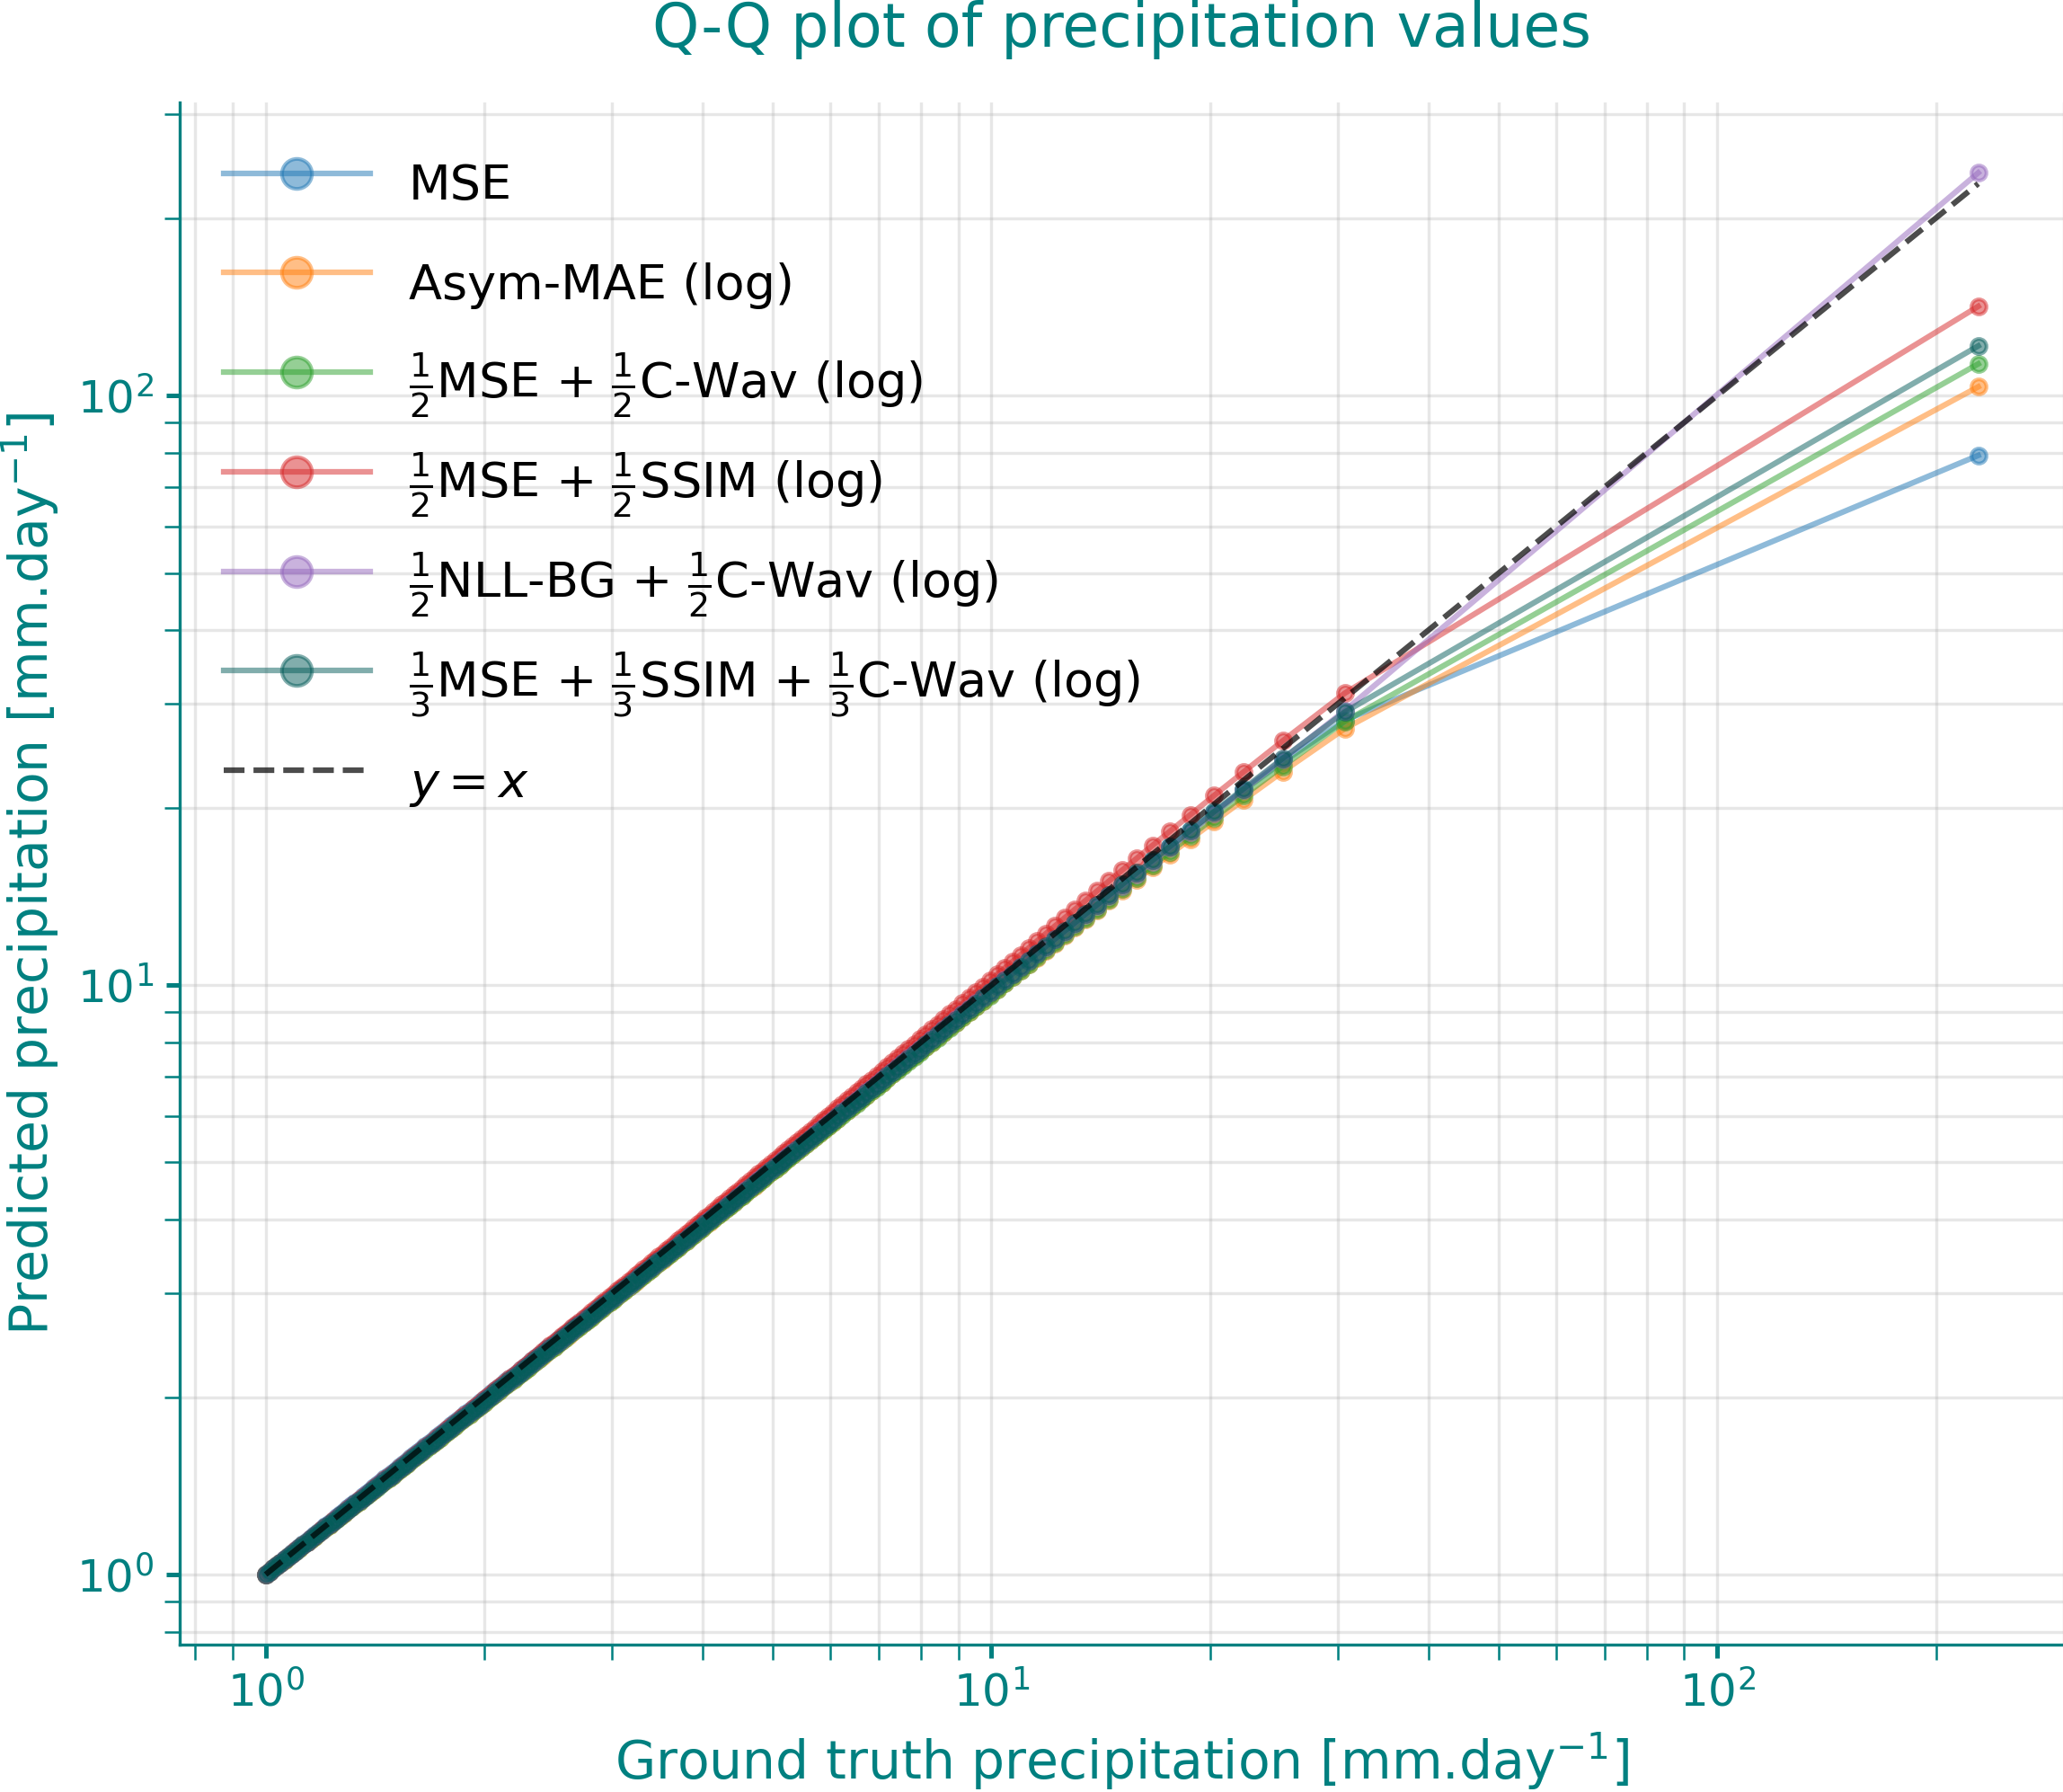 Q-Q plot of precipitation values
Predicted precipitation [mm.day⁻¹]
10²
10¹
10⁰
MSE
Asym-MAE (log)
½MSE + ½C-Wav (log)
½MSE + ½SSIM (log)
½NLL-BG + ½C-Wav (log)
⅓MSE + ⅓SSIM + ⅓C-Wav (log)
y = x
10⁰ 10¹ 10²
Ground truth precipitation [mm.day⁻¹]